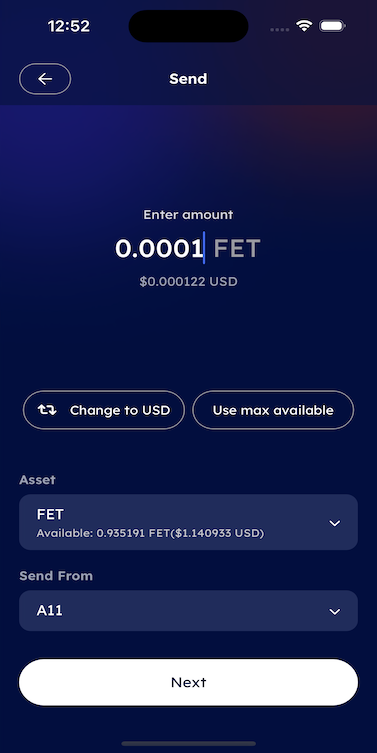 12:52
Send
Enter amount
0.0001 FET
$0.000122 USD
Change to USD
Use max available
Asset
FET
Available: 0.935191 FET($1.140933 USD)
Send From
A11
Next